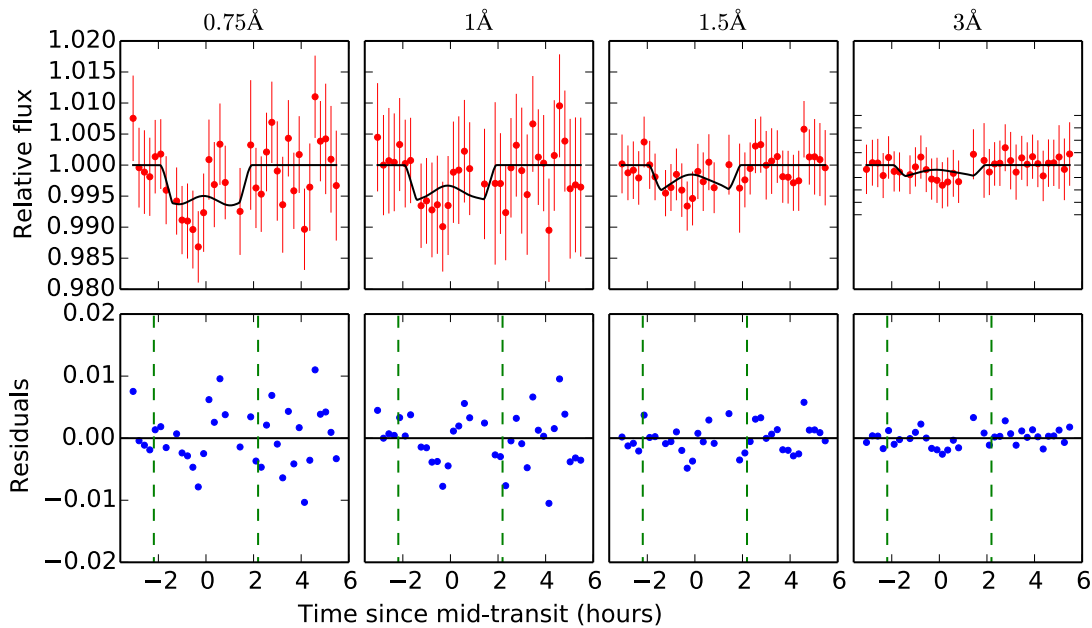 0.75Å 1Å 1.5Å 3Å
1.020
1.015
1.010
1.005
1.000
0.995
0.990
0.985
0.980
Relative flux
0.02
0.01
0.00
−0.01
−0.02
Residuals
−2 0 2 4 6 −2 0 2 4 6 −2 0 2 4 6 −2 0 2 4 6
Time since mid-transit (hours)